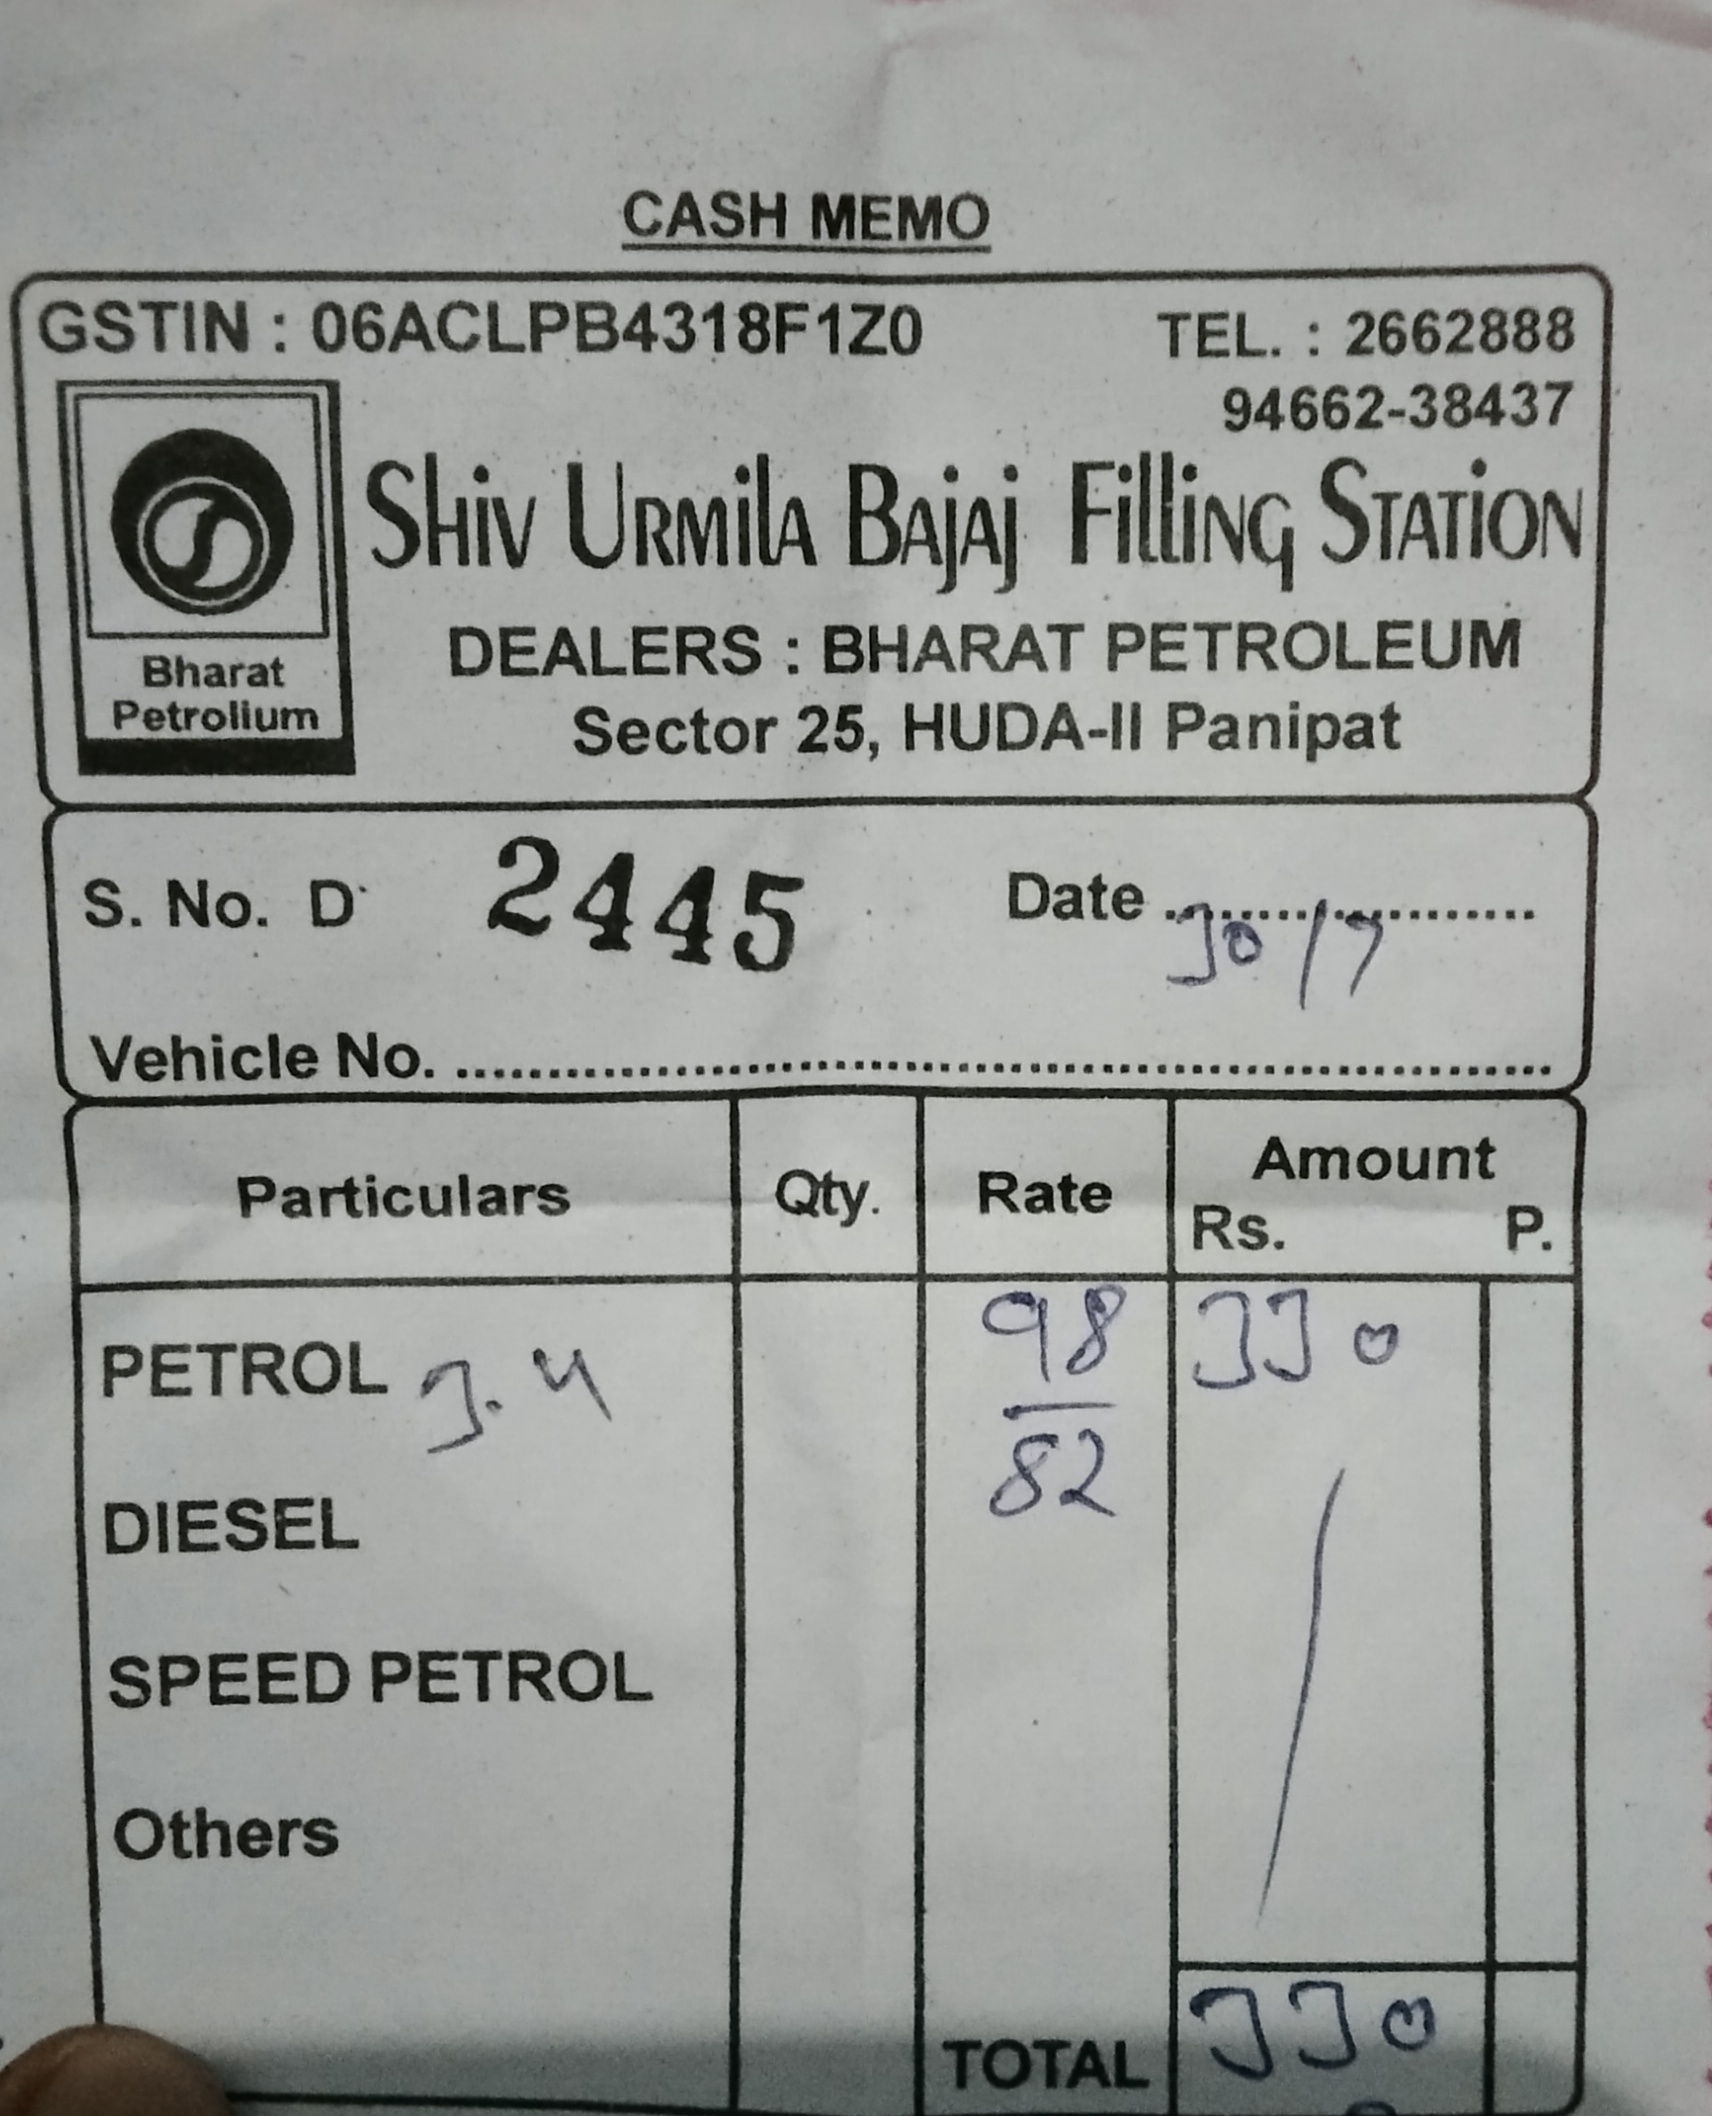 CASH MEMO
GSTIN : 06ACLPB4318F1Z0 TEL. : 2662888
94662-38437
Shiv Urmila Bajaj Filling Station
Bharat
Petrolium
DEALERS : BHARAT PETROLEUM
Sector 25, HUDA-II Panipat
S. No. D 2445 Date 30/7
Vehicle No.
Particulars Qty. Rate Amount
Rs. P.
PETROL 3.4 98 330
82
DIESEL
SPEED PETROL
Others
TOTAL 330